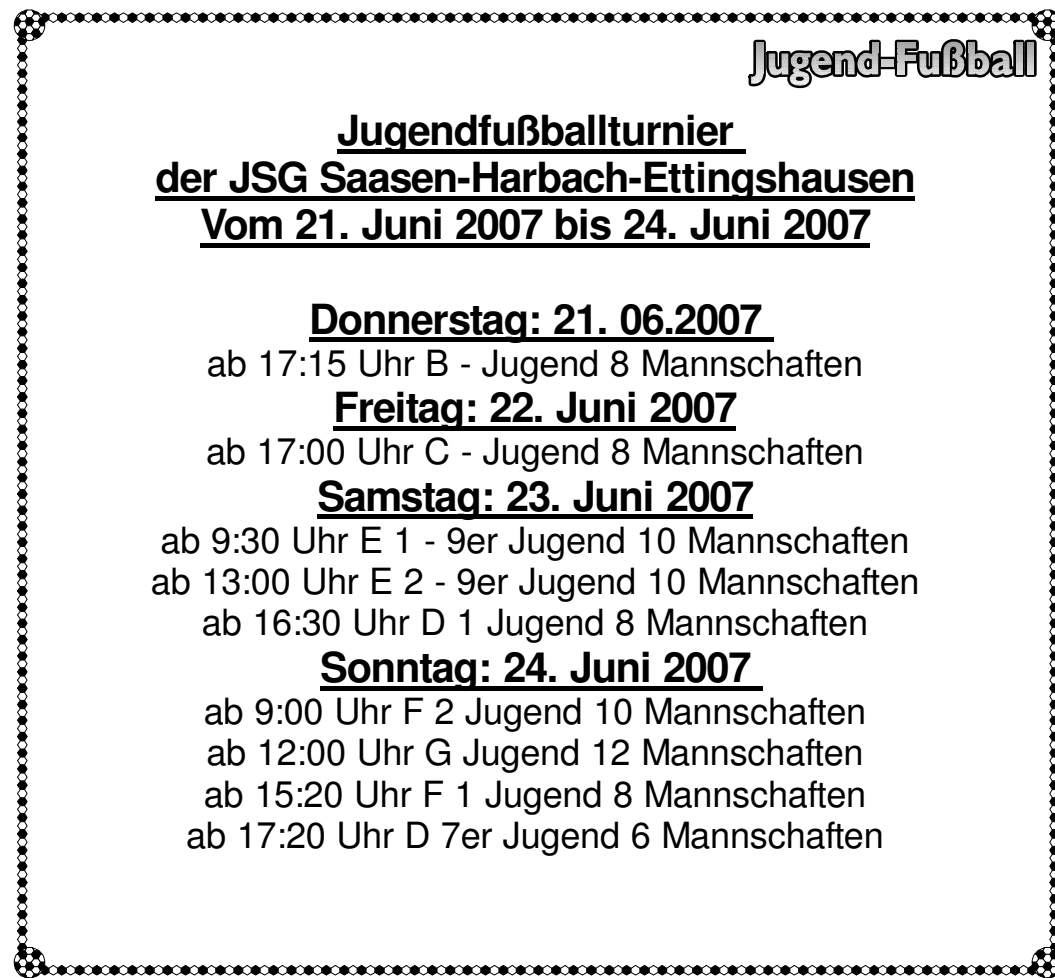 Jugend-Fußball
Jugendfußballturnier
der JSG Saasen-Harbach-Ettingshausen
Vom 21. Juni 2007 bis 24. Juni 2007
Donnerstag: 21. 06.2007
ab 17:15 Uhr B - Jugend 8 Mannschaften
Freitag: 22. Juni 2007
ab 17:00 Uhr C - Jugend 8 Mannschaften
Samstag: 23. Juni 2007
ab 9:30 Uhr E 1 - 9er Jugend 10 Mannschaften
ab 13:00 Uhr E 2 - 9er Jugend 10 Mannschaften
ab 16:30 Uhr D 1 Jugend 8 Mannschaften
Sonntag: 24. Juni 2007
ab 9:00 Uhr F 2 Jugend 10 Mannschaften
ab 12:00 Uhr G Jugend 12 Mannschaften
ab 15:20 Uhr F 1 Jugend 8 Mannschaften
ab 17:20 Uhr D 7er Jugend 6 Mannschaften